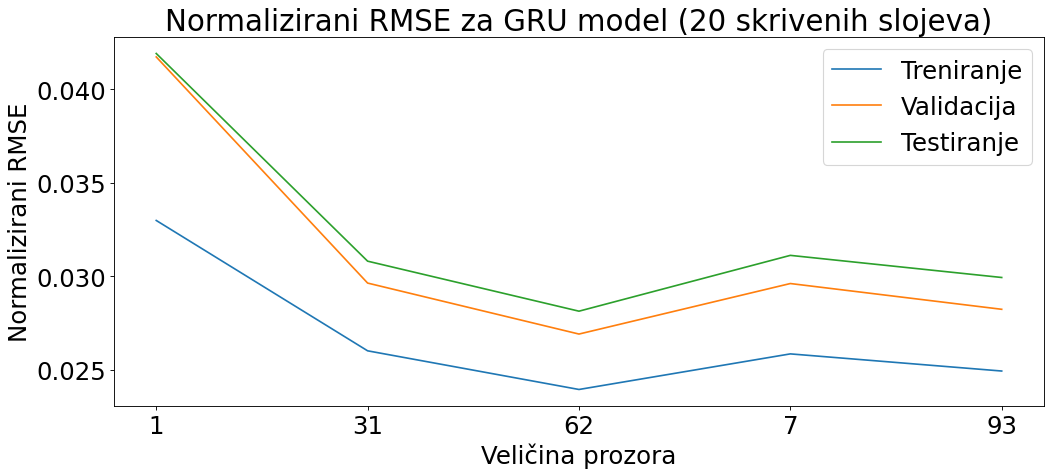 Normalizirani RMSE za GRU model (20 skrivenih slojeva)
Treniranje
Validacija
Testiranje
Normalizirani RMSE
0.040
0.035
0.030
0.025
1 31 62 7 93
Veličina prozora